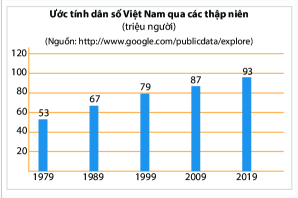 Ước tính dân số Việt Nam qua các thập niên
(triệu người)
(Nguồn: http://www.google.com/publicdata/explore)
120
100
80
60
40
20
53
67
79
87
93
1979 1989 1999 2009 2019